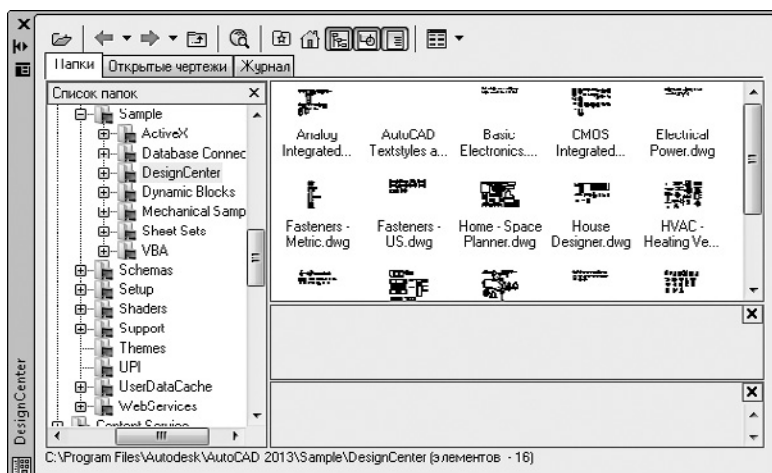 Папки
Открытые чертежи
Журнал
Список папок
Sample
ActiveX
Database Connec
DesignCenter
Dynamic Blocks
Mechanical Samp
Sheet Sets
VBA
Schemas
Setup
Shaders
Support
Themes
UPI
UserDataCache
WebServices
Content Service
Analog Integrated...
AutoCAD Textstyles a...
Basic Electronics....
CMOS Integrated...
Electrical Power.dwg
Fasteners - Metric.dwg
Fasteners - US.dwg
Home - Space Planner.dwg
House Designer.dwg
HVAC - Heating Ve...
DesignCenter
C:\Program Files\Autodesk\AutoCAD 2013\Sample\DesignCenter (элементов - 16)